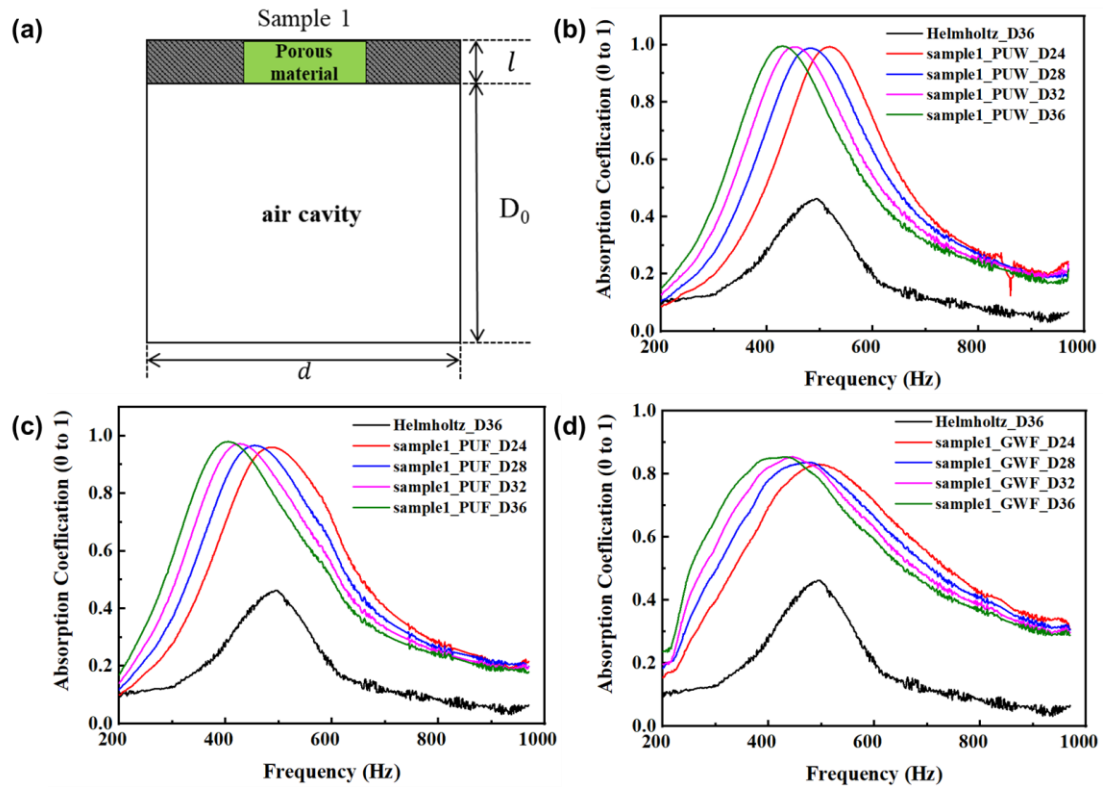 (a)
Sample 1
Porous
material
l
air cavity
D0
d
(b)
Absorption Coeflication (0 to 1)
1.0
0.8
0.6
0.4
0.2
0.0
Helmholtz_D36
sample1_PUW_D24
sample1_PUW_D28
sample1_PUW_D32
sample1_PUW_D36
200
400
600
800
1000
Frequency (Hz)
(c)
Absorption Coeflication (0 to 1)
1.0
0.8
0.6
0.4
0.2
0.0
Helmholtz_D36
sample1_PUF_D24
sample1_PUF_D28
sample1_PUF_D32
sample1_PUF_D36
200
400
600
800
1000
Frequency (Hz)
(d)
Absorption Coeflication (0 to 1)
1.0
0.8
0.6
0.4
0.2
0.0
Helmholtz_D36
sample1_GWF_D24
sample1_GWF_D28
sample1_GWF_D32
sample1_GWF_D36
200
400
600
800
1000
Frequency (Hz)